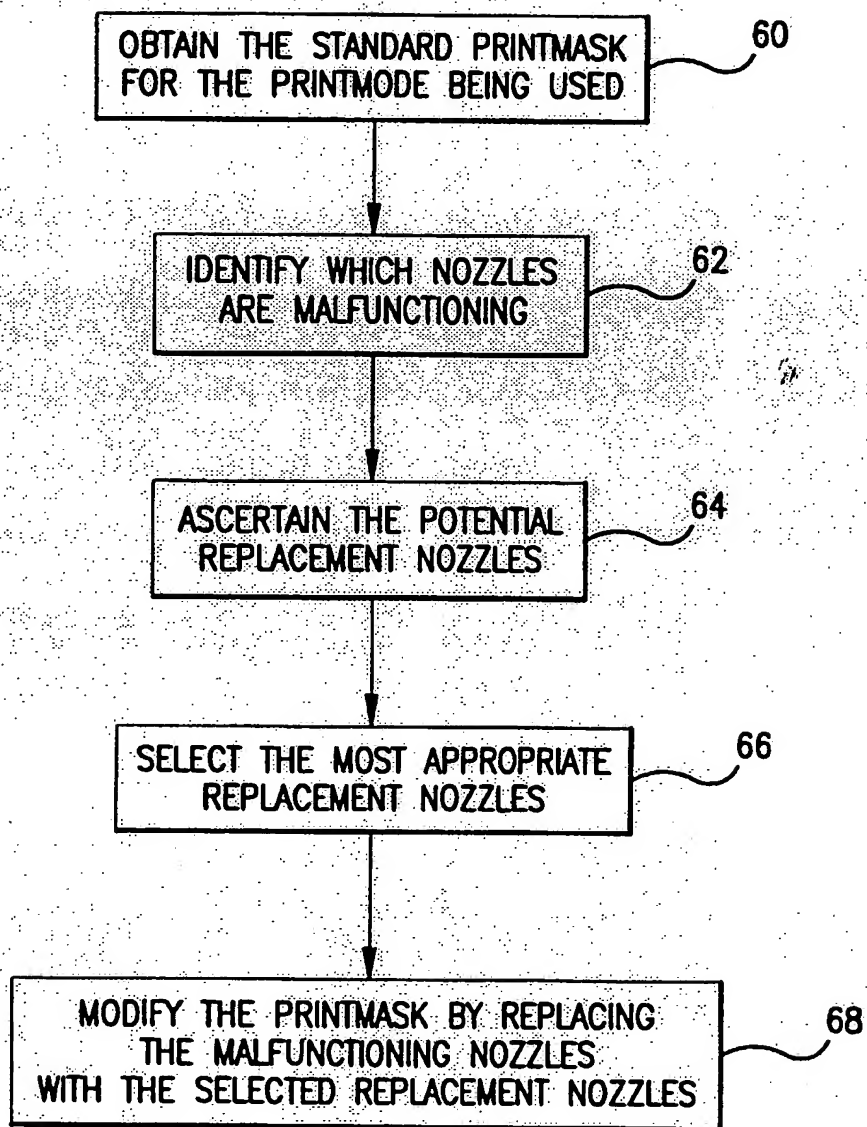 OBTAIN THE STANDARD PRINTMASK
FOR THE PRINTMODE BEING USED
60
IDENTIFY WHICH NOZZLES
ARE MALFUNCTIONING
62
ASCERTAIN THE POTENTIAL
REPLACEMENT NOZZLES
64
SELECT THE MOST APPROPRIATE
REPLACEMENT NOZZLES
66
MODIFY THE PRINTMASK BY REPLACING
THE MALFUNCTIONING NOZZLES
WITH THE SELECTED REPLACEMENT NOZZLES
68